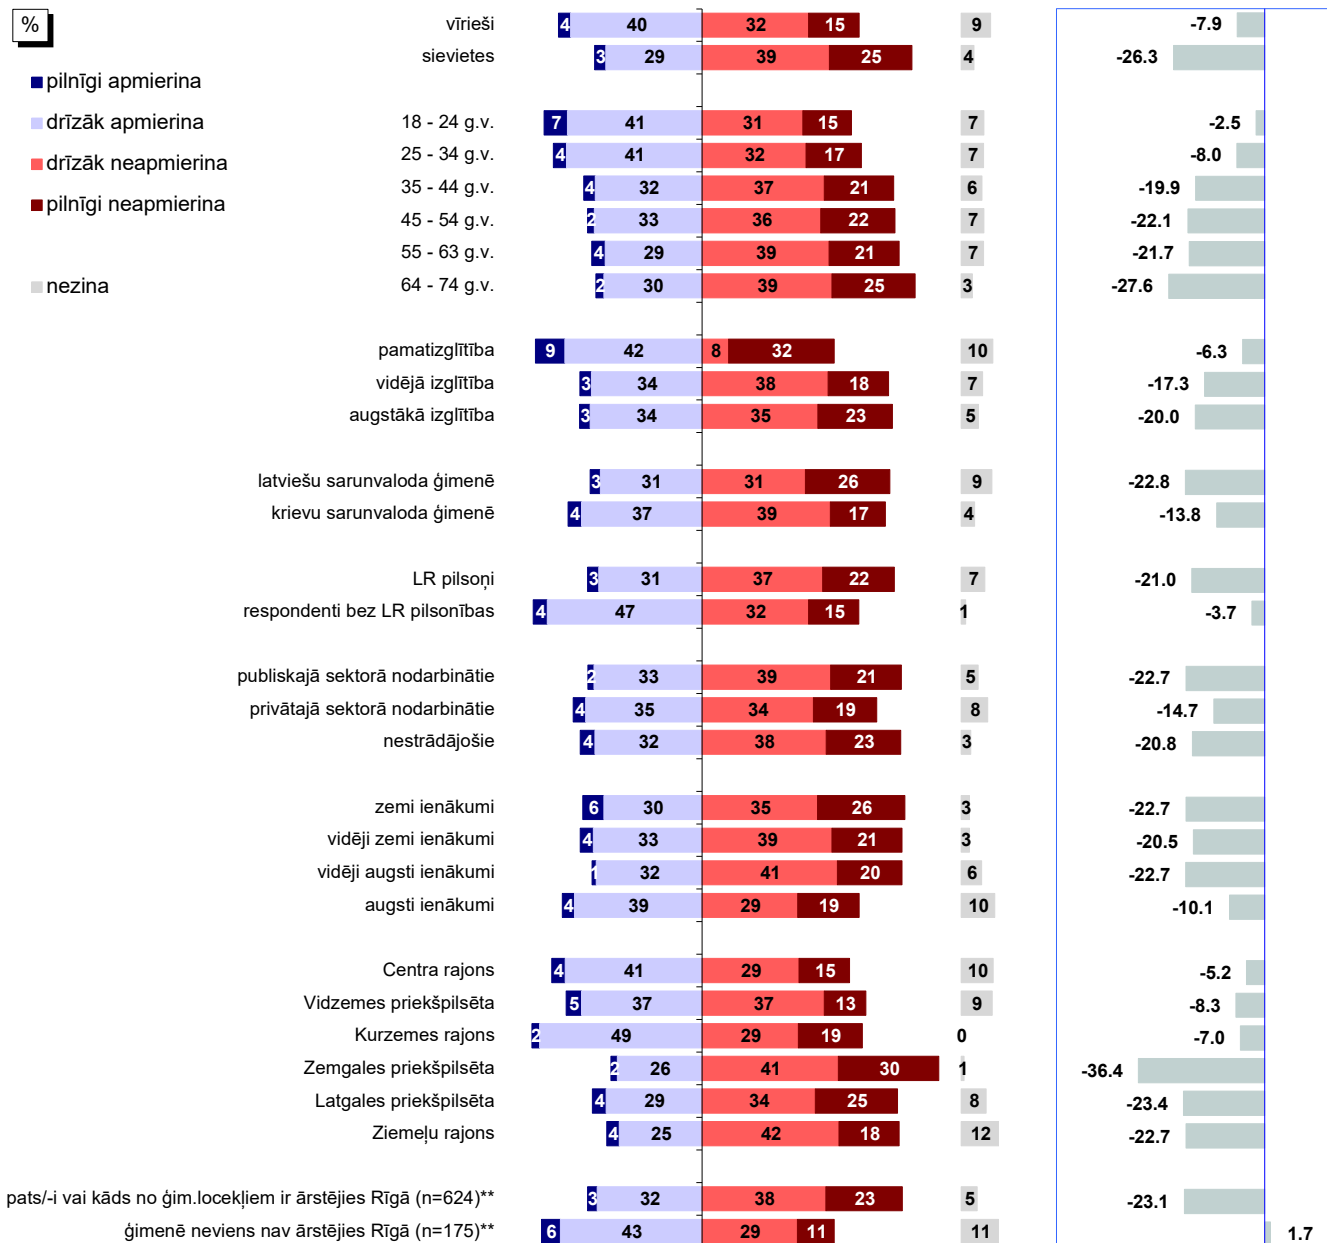 %
pilnīgi apmierina
drīzāk apmierina
drīzāk neapmierina
pilnīgi neapmierina
nezina
vīrieši 4 40 32 15 9 -7.9
sievietes 3 29 39 25 4 -26.3
18 - 24 g.v. 7 41 31 15 7 -2.5
25 - 34 g.v. 4 41 32 17 7 -8.0
35 - 44 g.v. 4 32 37 21 6 -19.9
45 - 54 g.v. 2 33 36 22 7 -22.1
55 - 63 g.v. 4 29 39 21 7 -21.7
64 - 74 g.v. 2 30 39 25 3 -27.6
pamatizglītība 9 42 8 32 10 -6.3
vidējā izglītība 3 34 38 18 7 -17.3
augstākā izglītība 3 34 35 23 5 -20.0
latviešu sarunvaloda ģimenē 3 31 31 26 9 -22.8
krievu sarunvaloda ģimenē 4 37 39 17 4 -13.8
LR pilsoņi 3 31 37 22 7 -21.0
respondenti bez LR pilsonības 4 47 32 15 1 -3.7
publiskajā sektorā nodarbinātie 2 33 39 21 5 -22.7
privātajā sektorā nodarbinātie 4 35 34 19 8 -14.7
nestrādājošie 4 32 38 23 3 -20.8
zemi ienākumi 6 30 35 26 3 -22.7
vidēji zemi ienākumi 4 33 39 21 3 -20.5
vidēji augsti ienākumi 1 32 41 20 6 -22.7
augsti ienākumi 4 39 29 19 10 -10.1
Centra rajons 4 41 29 15 10 -5.2
Vidzemes priekšpilsēta 5 37 37 13 9 -8.3
Kurzemes rajons 2 49 29 19 0 -7.0
Zemgales priekšpilsēta 2 26 41 30 1 -36.4
Latgales priekšpilsēta 4 29 34 25 8 -23.4
Ziemeļu rajons 4 25 42 18 12 -22.7
pats/-i vai kāds no ģim.locekļiem ir ārstējies Rīgā (n=624)** 3 32 38 23 5 -23.1
ģimenē neviens nav ārstējies Rīgā (n=175)** 6 43 29 11 11 1.7